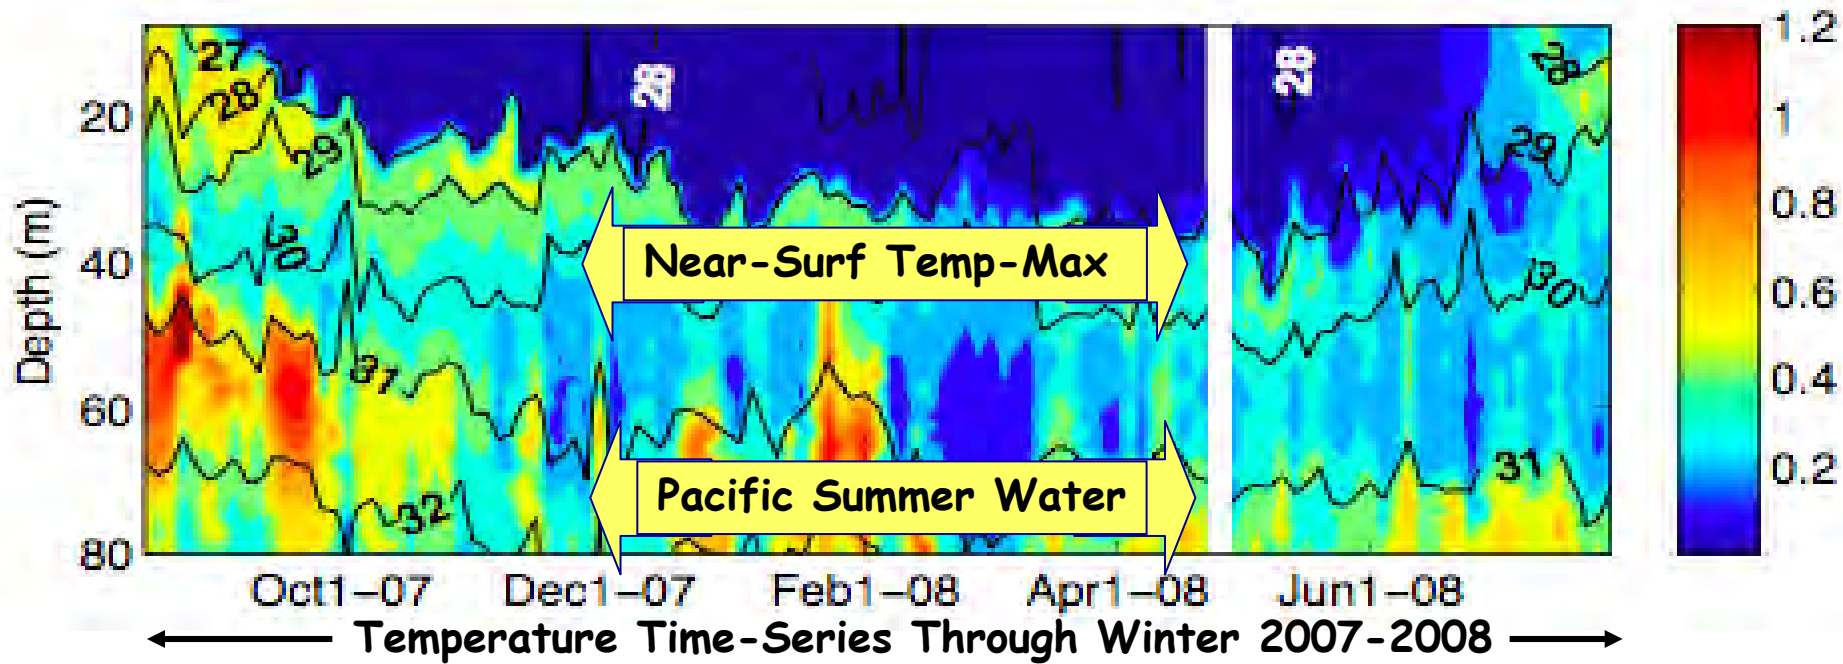 1.2
27
28
28
28
28
20
1
29
29
Depth (m)
0.8
30
40
Near-Surf Temp-Max
30
0.6
31
0.4
60
31
0.2
Pacific Summer Water
32
80
Oct1-07
Dec1-07
Feb1-08
Apr1-08
Jun1-08
Temperature Time-Series Through Winter 2007-2008